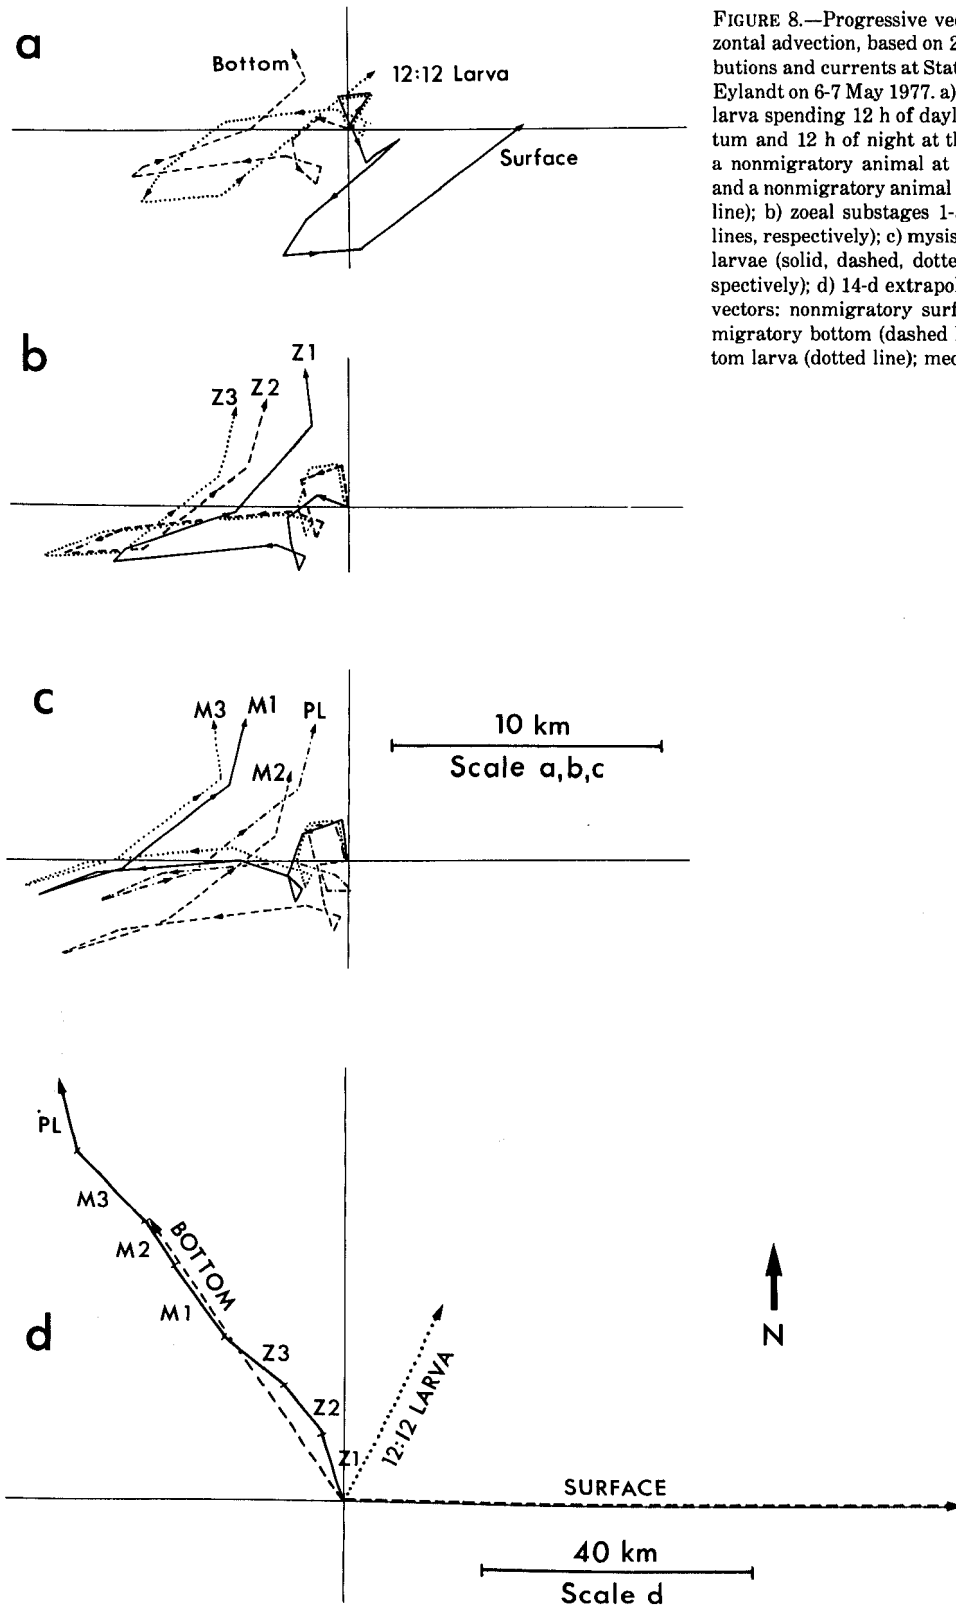 FIGURE 8.—Progressive vec
zontal advection, based on 2
butions and currents at Stat
Eylandt on 6-7 May 1977. a)
larva spending 12 h of dayl
tum and 12 h of night at th
a nonmigratory animal at
and a nonmigratory animal
line); b) zoeal substages 1-
lines, respectively); c) mysis
larvae (solid, dashed, dotte
spectively); d) 14-d extrapol
vectors: nonmigratory surf
migratory bottom (dashed
tom larva (dotted line); med
a
Bottom
12:12 Larva
Surface
b
Z1
Z2
Z3
c
M3
M1
PL
M2
10 km
Scale a,b,c
d
PL
M3
M2
BOTTOM
M1
Z3
Z2
Z1
12:12 LARVA
N
SURFACE
40 km
Scale d